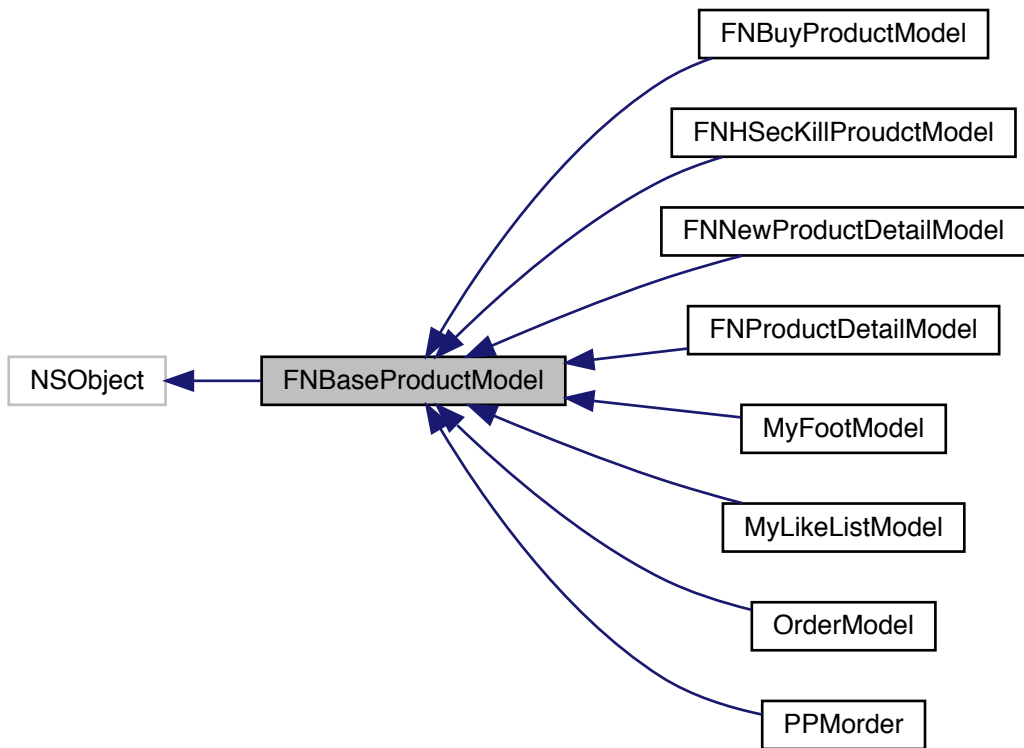 FNBuyProductModel
FNHSecKillProudctModel
FNNewProductDetailModel
FNProductDetailModel
NSObject
FNBaseProductModel
MyFootModel
MyLikeListModel
OrderModel
PPMorder